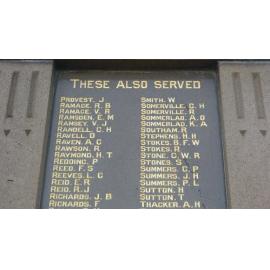 THESE ALSO SERVED
PROVEST. J
RAMAGE. R. B
RAMAGE. V. R
RAMSDEN. E. M
RAMSEY. V. J
RANDELL. C. H
RAVELL. D
RAVEN. A. C
RAWSON. R
RAYMOND. H. T
REDDING. P
REED. F. S
REEVES. L. C
REID. E. R
REID. R. J
RICHARDS. J. B
RICHARDS. F
SMITH. W
SOMERVILLE. C. H
SOMERVILLE. R
SOMMERLAD. A. O
SOMMERLAD. K. A
SOUTHAM. R
STEPHENS. H. H
STOKES. B. F. W
STOKES. R
STONE. C. W. R
STONES. S
SUMMERS. C. P
SUMMERS. J. H
SUMMERS. P. L
SUTTON. H
SUTTON. T
THACKER. A. H